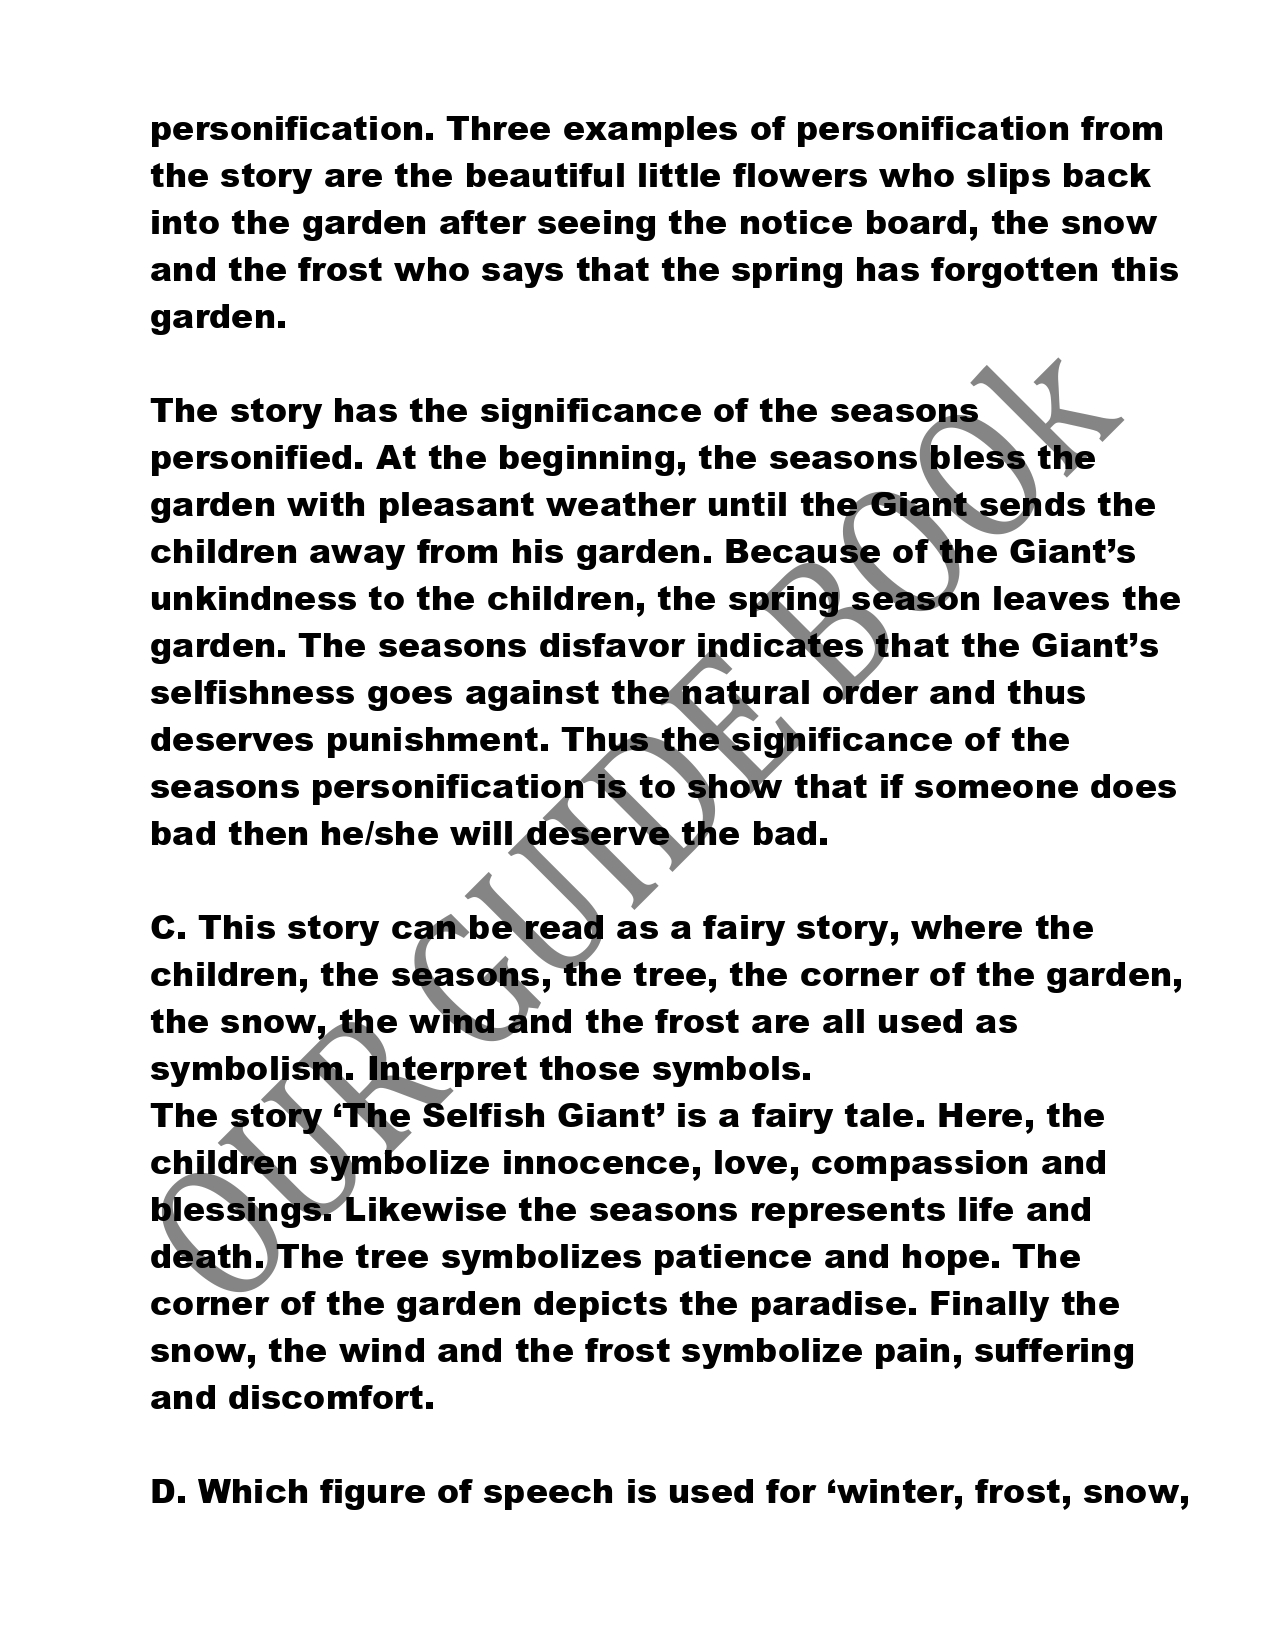 personification. Three examples of personification from
the story are the beautiful little flowers who slips back
into the garden after seeing the notice board, the snow
and the frost who says that the spring has forgotten this
garden.
The story has the significance of the seasons
personified. At the beginning, the seasons bless the
garden with pleasant weather until the Giant sends the
children away from his garden. Because of the Giant’s
unkindness to the children, the spring season leaves the
garden. The seasons disfavor indicates that the Giant’s
selfishness goes against the natural order and thus
deserves punishment. Thus the significance of the
seasons personification is to show that if someone does
bad then he/she will deserve the bad.
C. This story can be read as a fairy story, where the
children, the seasons, the tree, the corner of the garden,
the snow, the wind and the frost are all used as
symbolism. Interpret those symbols.
The story ‘The Selfish Giant’ is a fairy tale. Here, the
children symbolize innocence, love, compassion and
blessings. Likewise the seasons represents life and
death. The tree symbolizes patience and hope. The
corner of the garden depicts the paradise. Finally the
snow, the wind and the frost symbolize pain, suffering
and discomfort.
D. Which figure of speech is used for ‘winter, frost, snow,
OUR GUIDE BOOk